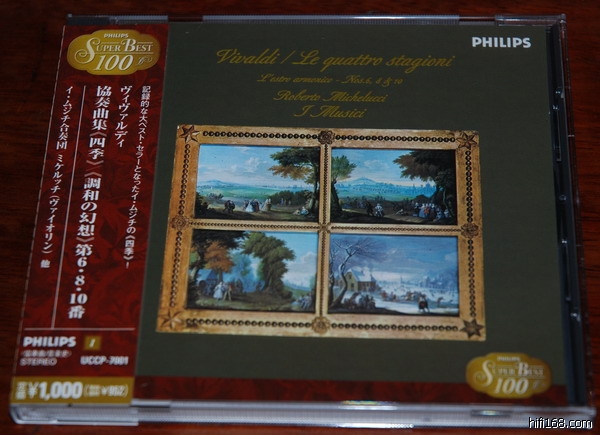 PHILIPS
SUPER BEST
100
記録的な大ベスト・セラーとなったイ・ムジチの《四季》!
ヴィヴァルディ
協奏曲集《四季》《調和の幻想》第6・8・10番
イ・ムジチ合奏団 ミケルッチ(ヴァイオリン) 他
PHILIPS 1
STEREO UCCP-7001
¥1,000
¥952
Vivaldi / Le quattro stagioni
L'estro armonico - Nos.6, 8 & 10
Roberto Michelucci
I Musici
PHILIPS
PHILIPS
SUPER BEST
100
hifi168.com